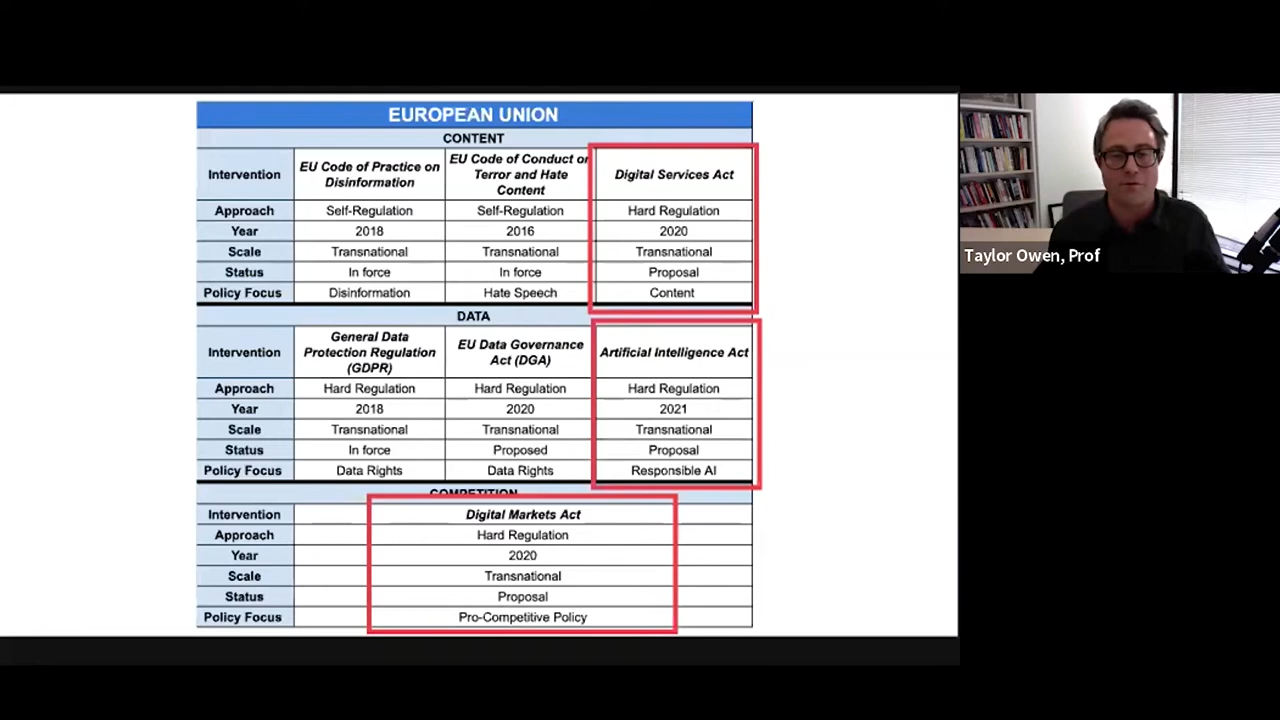 EUROPEAN UNION
CONTENT
Intervention
EU Code of Practice on
Disinformation
EU Code of Conduct on
Terror and Hate
Content
Digital Services Act
Approach Self-Regulation Self-Regulation Hard Regulation
Year 2018 2016 2020
Scale Transnational Transnational Transnational
Status In force In force Proposal
Policy Focus Disinformation Hate Speech Content
DATA
Intervention
General Data
Protection Regulation
(GDPR)
EU Data Governance
Act (DGA)
Artificial Intelligence Act
Approach Hard Regulation Hard Regulation Hard Regulation
Year 2018 2020 2021
Scale Transnational Transnational Transnational
Status In force Proposed Proposal
Policy Focus Data Rights Data Rights Responsible AI
COMPETITION
Intervention Digital Markets Act
Approach Hard Regulation
Year 2020
Scale Transnational
Status Proposal
Policy Focus Pro-Competitive Policy
Taylor Owen, Prof